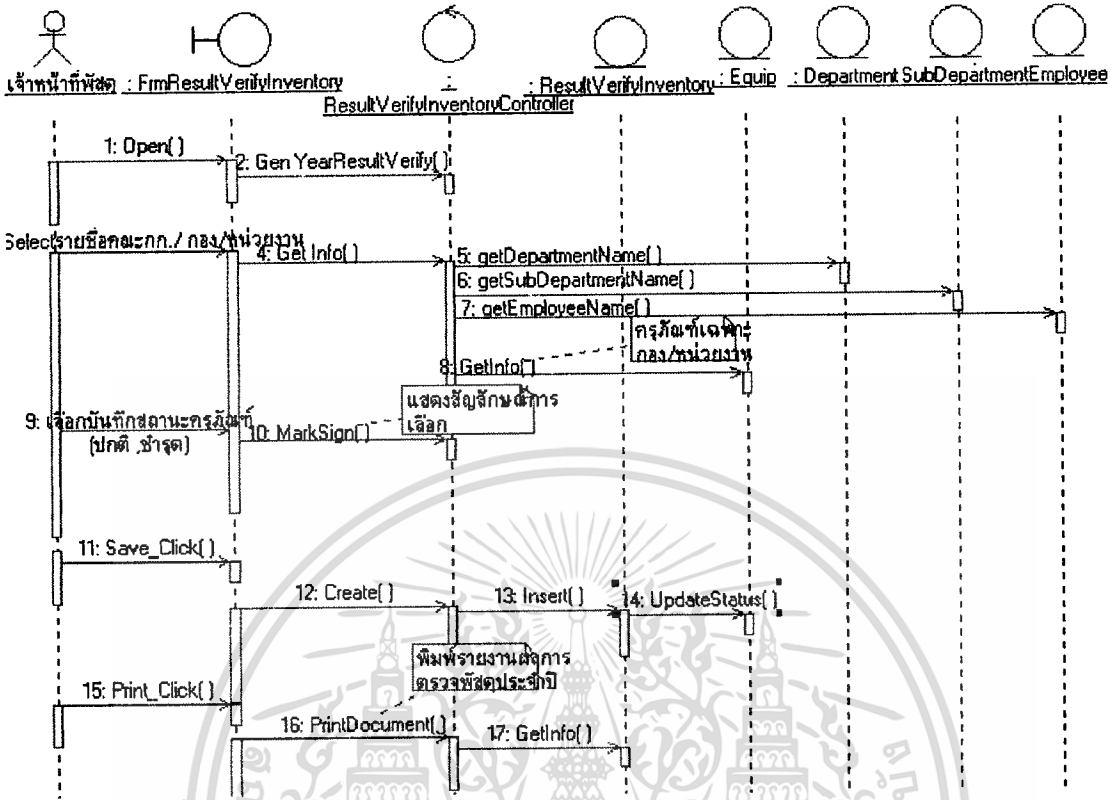 เจ้าหน้าที่พัสดุ
: FrmResultVerifyInventory
:
ResultVerifyInventoryController
: ResultVerifyInventory
: Equip
: Department
SubDepartment
Employee
1: Open( )
2: Gen YearResultVerify( )
Select รายชื่อคณะกก./ กอง/หน่วยงาน
4: Get Info( )
5: getDepartmentName( )
6: getSubDepartmentName( )
7: getEmployeeName( )
ครุภัณฑ์เฉพาะ
กอง/หน่วยงาน
8: GetInfo( )
แสดงสัญลักษณ์การ
เลือก
9: เลือกบันทึกสถานะครุภัณฑ์
(ปกติ ,ชำรุด)
10: MarkSign( )
11: Save_Click( )
12: Create( )
13: Insert( )
14: UpdateStatus( )
พิมพ์รายงานผลการ
ตรวจพัสดุประจำปี
15: Print_Click( )
16: PrintDocument( )
17: GetInfo( )